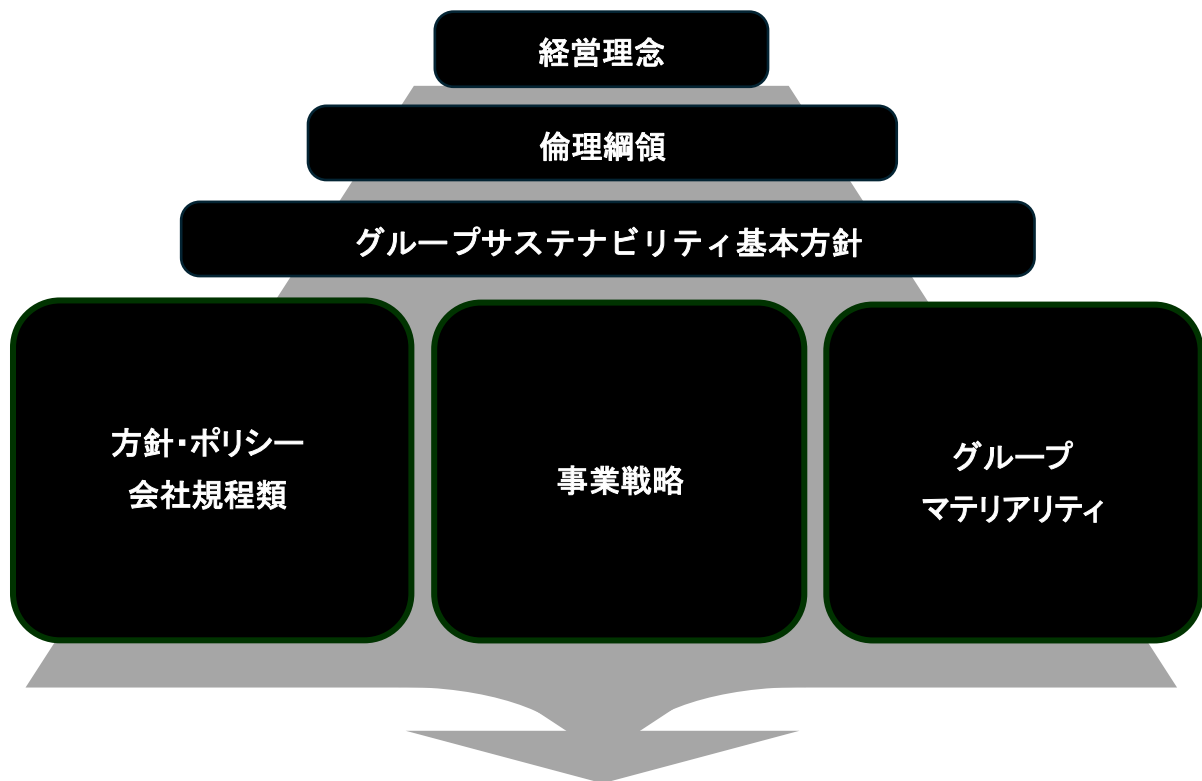 経営理念
倫理綱領
グループサステナビリティ基本方針
方針・ポリシー
会社規程類
事業戦略
グループ
マテリアリティ